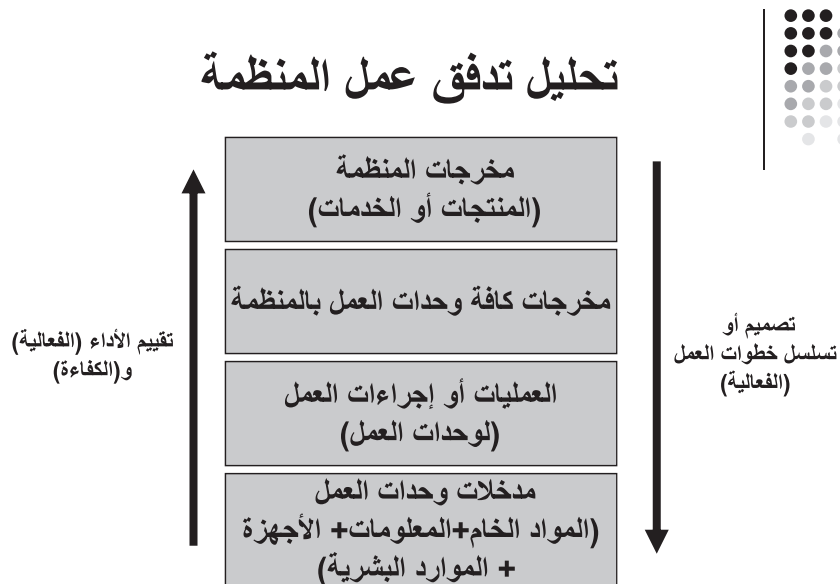 تحليل تدفق عمل المنظمة
مخرجات المنظمة
(المنتجات أو الخدمات)
مخرجات كافة وحدات العمل بالمنظمة
العمليات أو إجراءات العمل
(لوحدات العمل)
مدخلات وحدات العمل
(المواد الخام+المعلومات+ الأجهزة
+ الموارد البشرية)
تصميم أو
تسلسل خطوات العمل
(الفعالية)
تقييم الأداء (الفعالية)
و(الكفاءة)